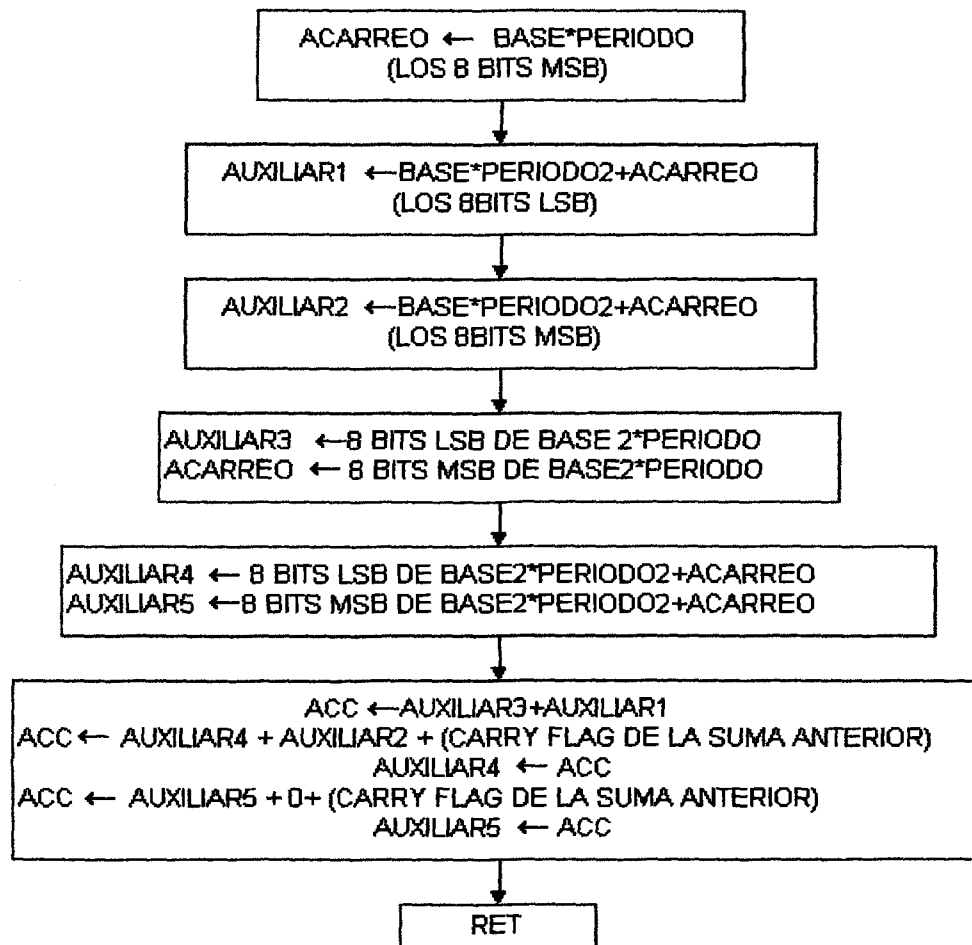 ACARREO ← BASE*PERIODO
(LOS 8 BITS MSB)
AUXILIAR1 ←BASE*PERIODO2+ACARREO
(LOS 8BITS LSB)
AUXILIAR2 ←BASE*PERIODO2+ACARREO
(LOS 8BITS MSB)
AUXILIAR3 ←8 BITS LSB DE BASE 2*PERIODO
ACARREO ← 8 BITS MSB DE BASE2*PERIODO
AUXILIAR4 ← 8 BITS LSB DE BASE2*PERIODO2+ACARREO
AUXILIAR5 ←8 BITS MSB DE BASE2*PERIODO2+ACARREO
ACC ←AUXILIAR3+AUXILIAR1
ACC ← AUXILIAR4 + AUXILIAR2 + (CARRY FLAG DE LA SUMA ANTERIOR)
AUXILIAR4 ← ACC
ACC ← AUXILIAR5 + 0+ (CARRY FLAG DE LA SUMA ANTERIOR)
AUXILIAR5 ← ACC
RET